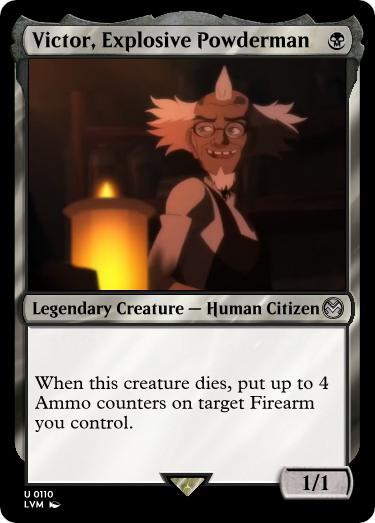 Victor, Explosive Powderman
Legendary Creature — Human Citizen
When this creature dies, put up to 4
Ammo counters on target Firearm
you control.
1/1
U 0110
LVM